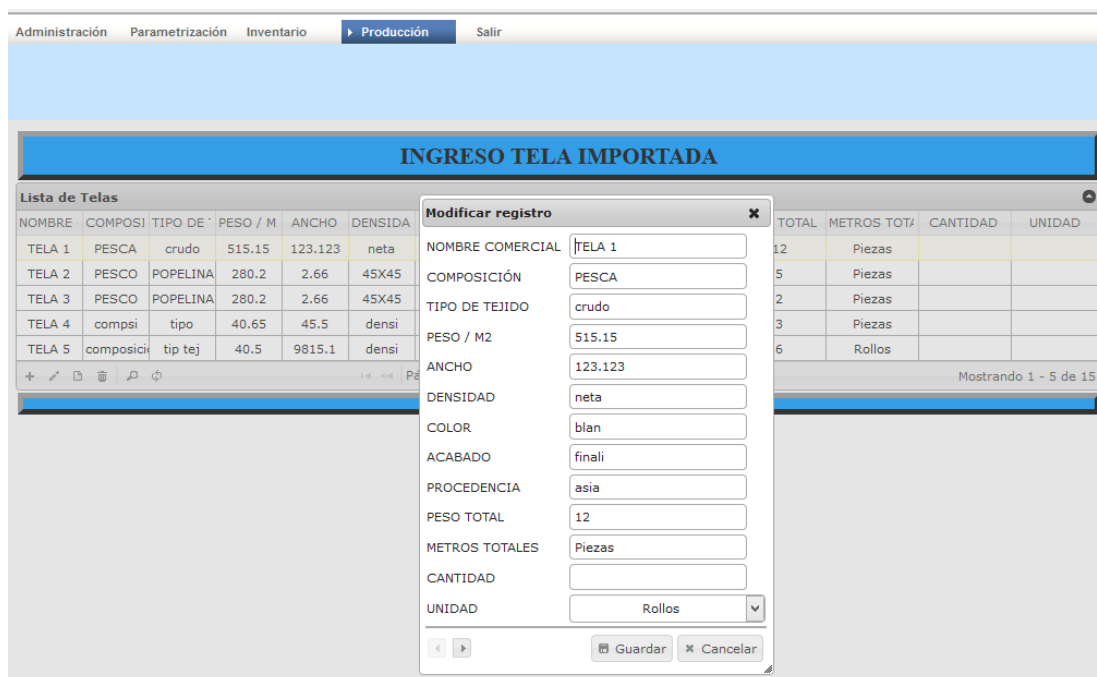 Administración Parametrización Inventario Producción Salir
INGRESO TELA IMPORTADA
Lista de Telas
NOMBRE COMPOSI TIPO DE PESO / M ANCHO DENSIDA TOTAL METROS TOTA CANTIDAD UNIDAD
TELA 1 PESCA crudo 515.15 123.123 neta 12 Piezas
TELA 2 PESCO POPELINA 280.2 2.66 45X45 5 Piezas
TELA 3 PESCO POPELINA 280.2 2.66 45X45 2 Piezas
TELA 4 compsi tipo 40.65 45.5 densi 3 Piezas
TELA 5 composici tip tej 40.5 9815.1 densi 6 Rollos
Pá Mostrando 1 - 5 de 15
Modificar registro
NOMBRE COMERCIAL TELA 1
COMPOSICIÓN PESCA
TIPO DE TEJIDO crudo
PESO / M2 515.15
ANCHO 123.123
DENSIDAD neta
COLOR blan
ACABADO finali
PROCEDENCIA asia
PESO TOTAL 12
METROS TOTALES Piezas
CANTIDAD
UNIDAD Rollos
Guardar Cancelar